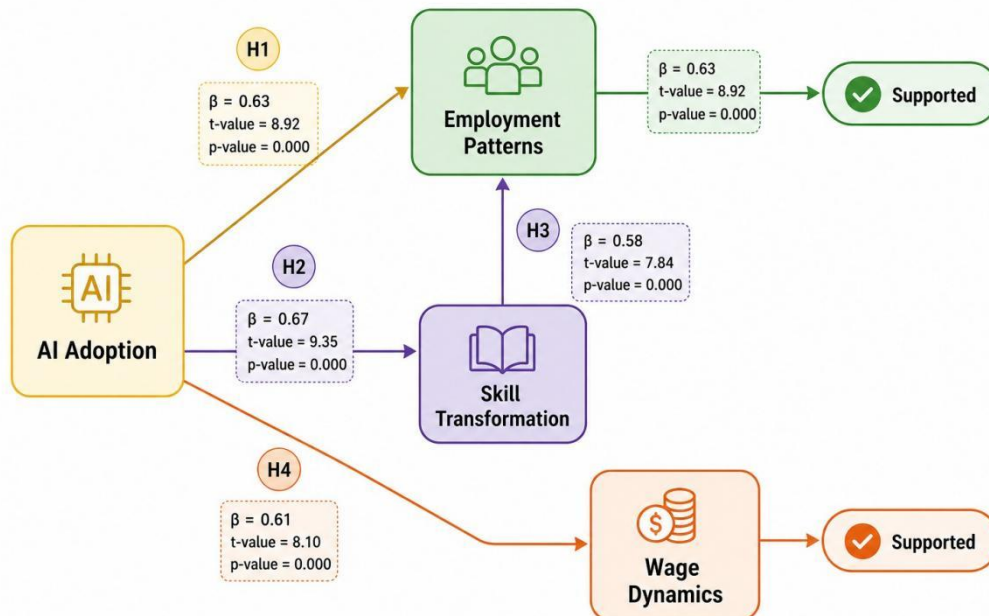 H1
β = 0.63
t-value = 8.92
p-value = 0.000
Employment
Patterns
β = 0.63
t-value = 8.92
p-value = 0.000
Supported
AI
AI Adoption
H2
β = 0.67
t-value = 9.35
p-value = 0.000
H3
β = 0.58
t-value = 7.84
p-value = 0.000
Skill
Transformation
H4
β = 0.61
t-value = 8.10
p-value = 0.000
$
Wage
Dynamics
Supported